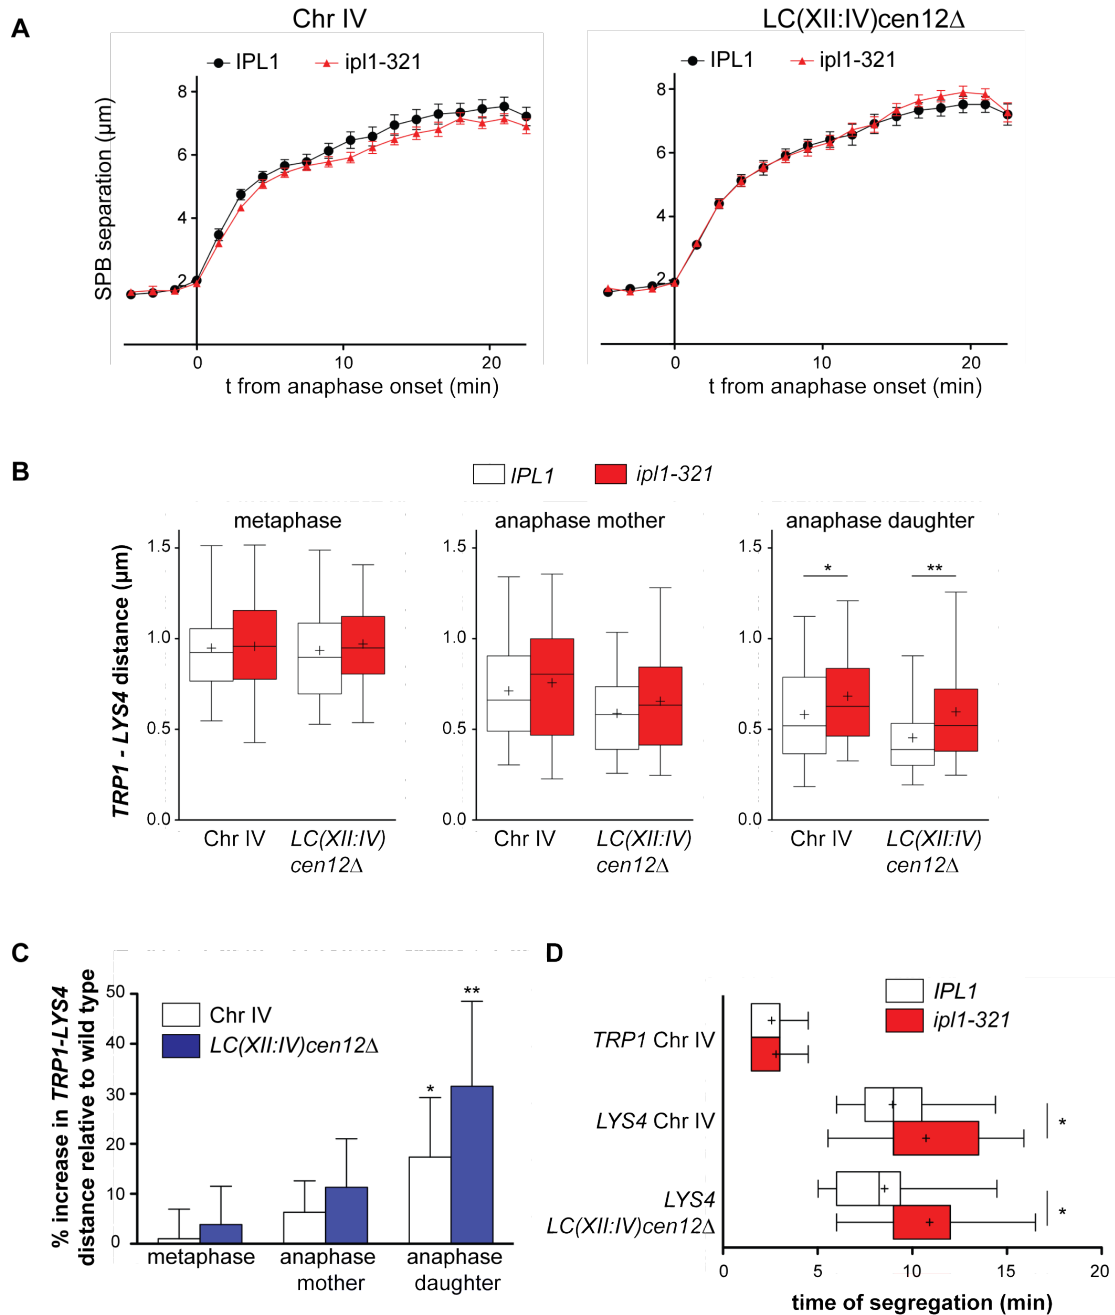 A
Chr IV
LC(XII:IV)cen12Δ
IPL1
ipl1-321
IPL1
ipl1-321
SPB separation (µm)
8
6
4
2
0
10
20
t from anaphase onset (min)
8
6
4
2
0
10
20
t from anaphase onset (min)
B
IPL1
ipl1-321
TRP1 - LYS4 distance (µm)
metaphase
1.5
1.0
0.5
0.0
Chr IV
LC(XII:IV)
cen12Δ
anaphase mother
1.5
1.0
0.5
0.0
Chr IV
LC(XII:IV)
cen12Δ
anaphase daughter
1.5
1.0
0.5
0.0
*
**
Chr IV
LC(XII:IV)
cen12Δ
C
% increase in TRP1-LYS4
distance relative to wild type
50
40
30
20
10
0
Chr IV
LC(XII:IV)cen12Δ
*
**
metaphase
anaphase
mother
anaphase
daughter
D
IPL1
ipl1-321
TRP1 Chr IV
LYS4 Chr IV
*
LYS4
LC(XII:IV)cen12Δ
*
0
5
10
15
20
time of segregation (min)